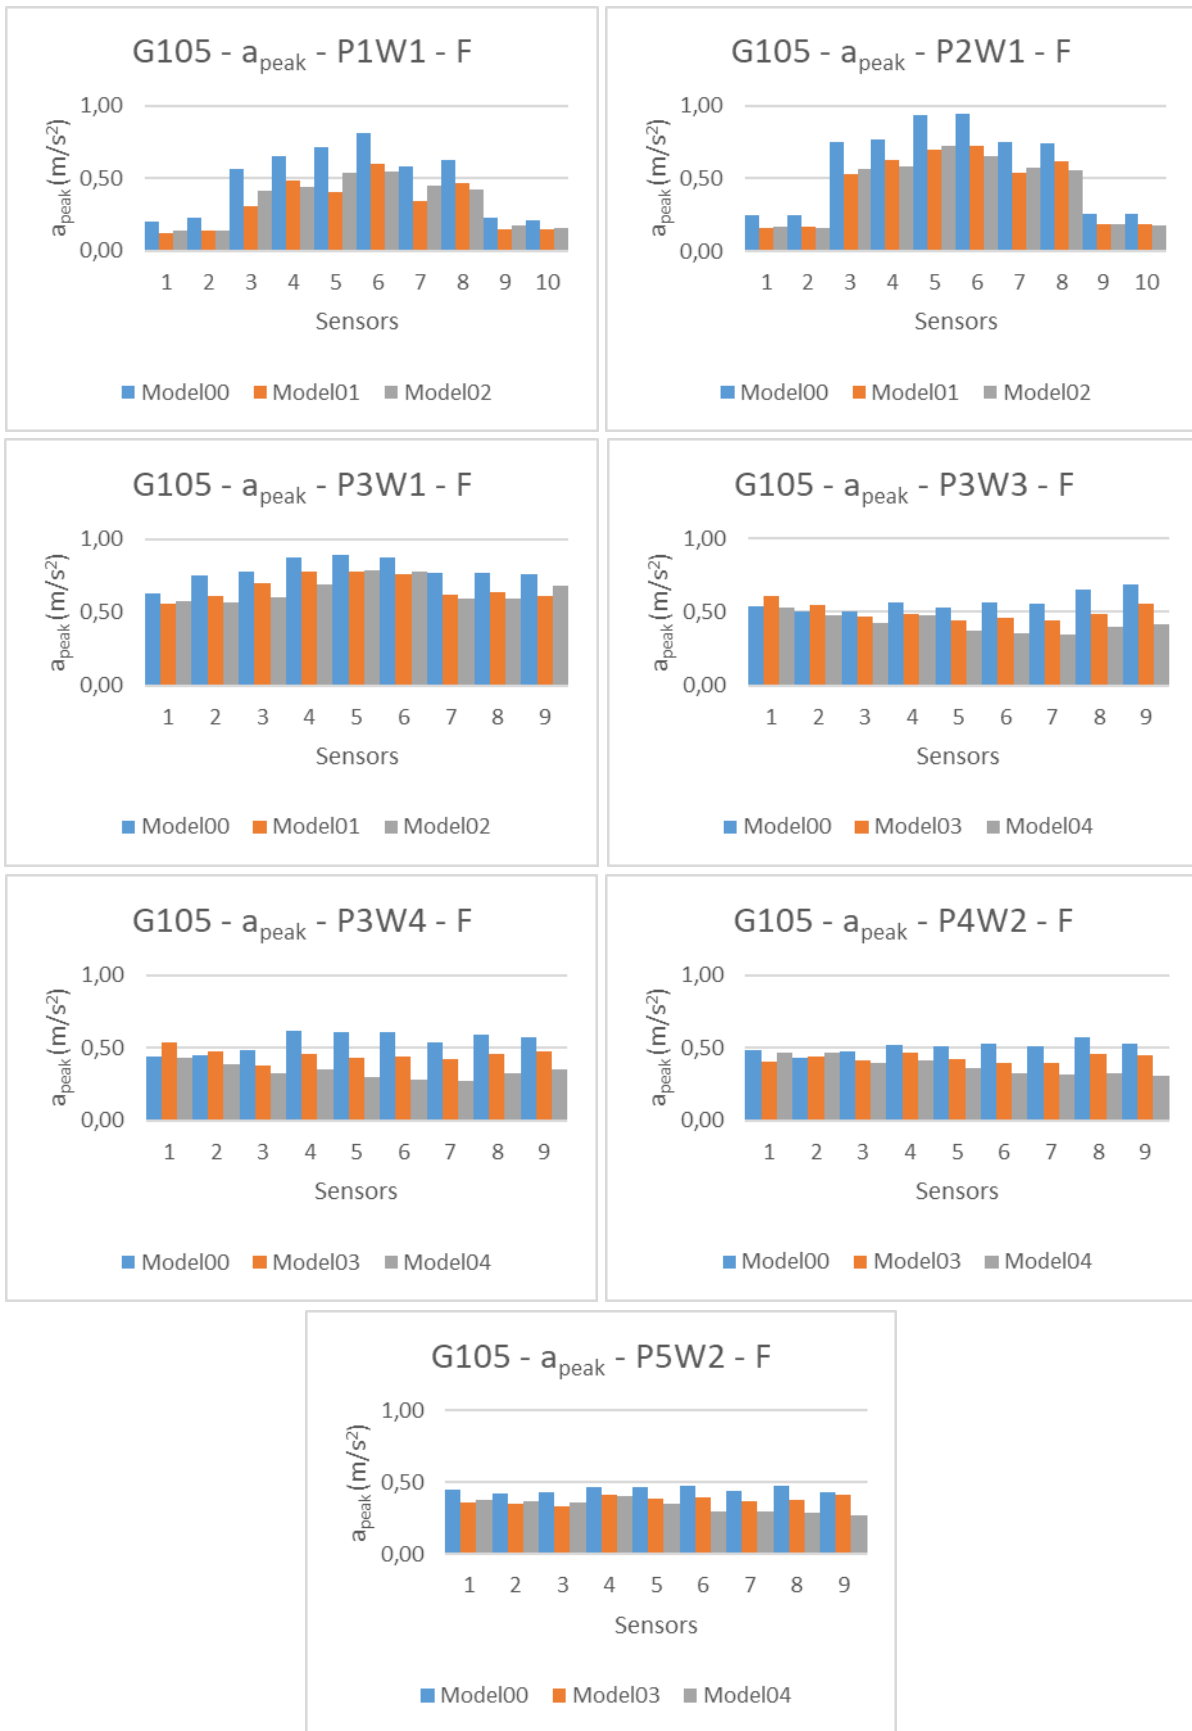 G105 - apeak - P1W1 - F
1,00
0,50
0,00
apeak (m/s²)
1 2 3 4 5 6 7 8 9 10
Sensors
Model00 Model01 Model02
G105 - apeak - P2W1 - F
1,00
0,50
0,00
apeak (m/s²)
1 2 3 4 5 6 7 8 9 10
Sensors
Model00 Model01 Model02
G105 - apeak - P3W1 - F
1,00
0,50
0,00
apeak (m/s²)
1 2 3 4 5 6 7 8 9
Sensors
Model00 Model01 Model02
G105 - apeak - P3W3 - F
1,00
0,50
0,00
apeak (m/s²)
1 2 3 4 5 6 7 8 9
Sensors
Model00 Model03 Model04
G105 - apeak - P3W4 - F
1,00
0,50
0,00
apeak (m/s²)
1 2 3 4 5 6 7 8 9
Sensors
Model00 Model03 Model04
G105 - apeak - P4W2 - F
1,00
0,50
0,00
apeak (m/s²)
1 2 3 4 5 6 7 8 9
Sensors
Model00 Model03 Model04
G105 - apeak - P5W2 - F
1,00
0,50
0,00
apeak (m/s²)
1 2 3 4 5 6 7 8 9
Sensors
Model00 Model03 Model04